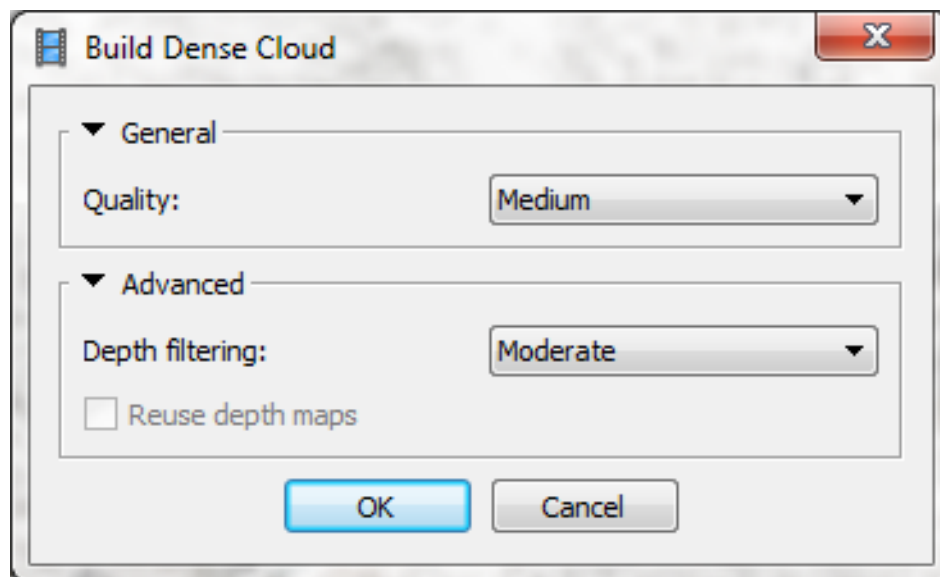 Build Dense Cloud
General
Quality: Medium
Advanced
Depth filtering: Moderate
Reuse depth maps
OK Cancel